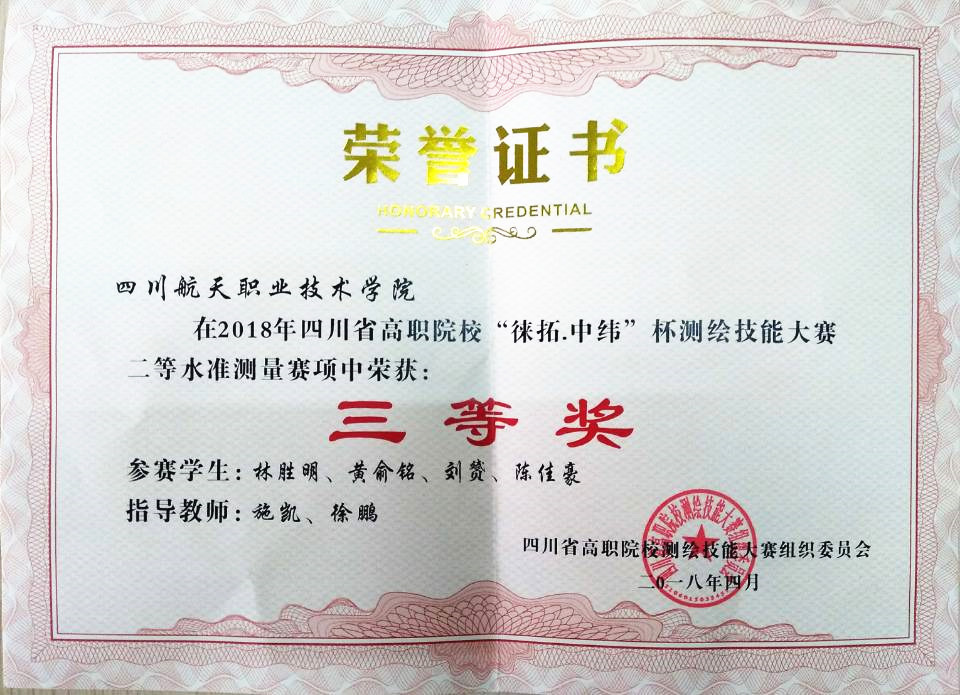 荣誉证书
HONORARY CREDENTIAL
四川航天职业技术学院
在2018年四川省高职院校“徕拓.中纬”杯测绘技能大赛
二等水准测量赛项中荣获：
三等奖
参赛学生：林胜明、黄俞铭、刘赟、陈佳豪
指导教师：施凯、徐鹏
四川省高职院校测绘技能大赛组织委员会
二0一八年四月